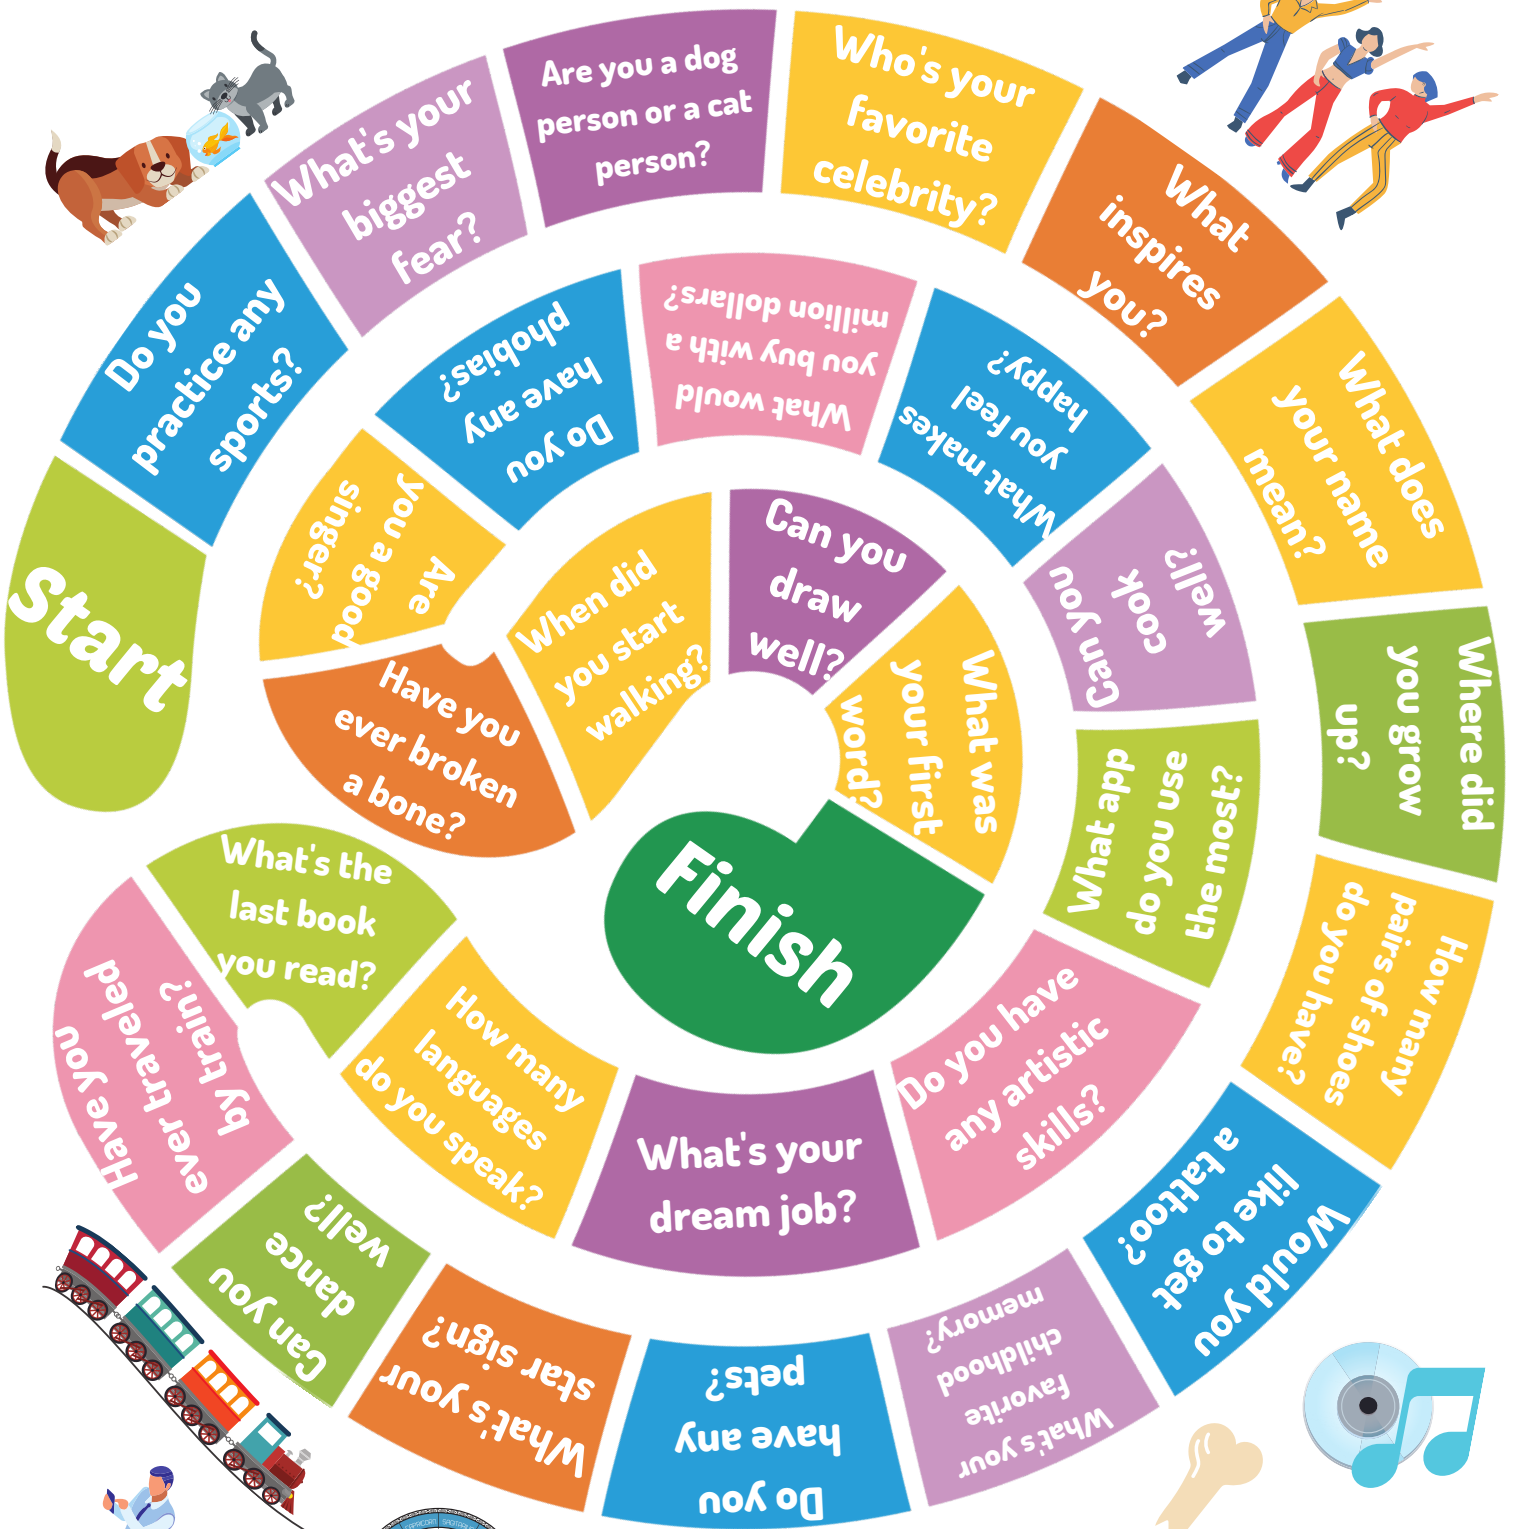 Start
Do you
practice any
sports?
What's your
biggest
fear?
Are you a dog
person or a cat
person?
Who's your
favorite
celebrity?
What
inspires
you?
What does
your name
mean?
Where did
you grow
up?
How many
pairs of shoes
do you have?
Would you
like to get
a tattoo?
What's your
favorite
childhood
memory?
Do you
have any
pets?
What's your
star sign?
Can you
dance
well?
Have you
ever traveled
by train?
What's the
last book
you read?
How many
languages
do you speak?
What's your
dream job?
Do you have
any artistic
skills?
What app
do you use
the most?
Can you
cook
well?
What makes
you feel
happy?
What would
you buy with a
million dollars?
Do you
have any
phobias?
Are
you a good
singer?
Have you
ever broken
a bone?
When did
you start
walking?
Can you
draw
well?
What was
your first
word?
Finish
CAPRICORN
SAGITTARIUS